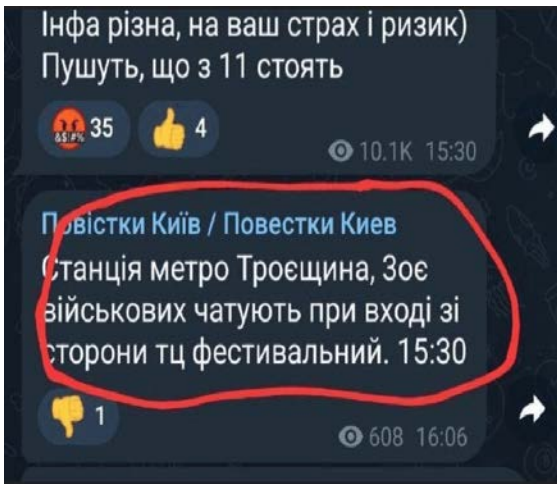 Інфа різна, на ваш страх і ризик)
Пушуть, що з 11 стоять
35 4
10.1K 15:30
Повістки Київ / Повестки Киев
Станція метро Троєщина, 3оє
військових чатують при вході зі
сторони тц фестивальний. 15:30
1
608 16:06